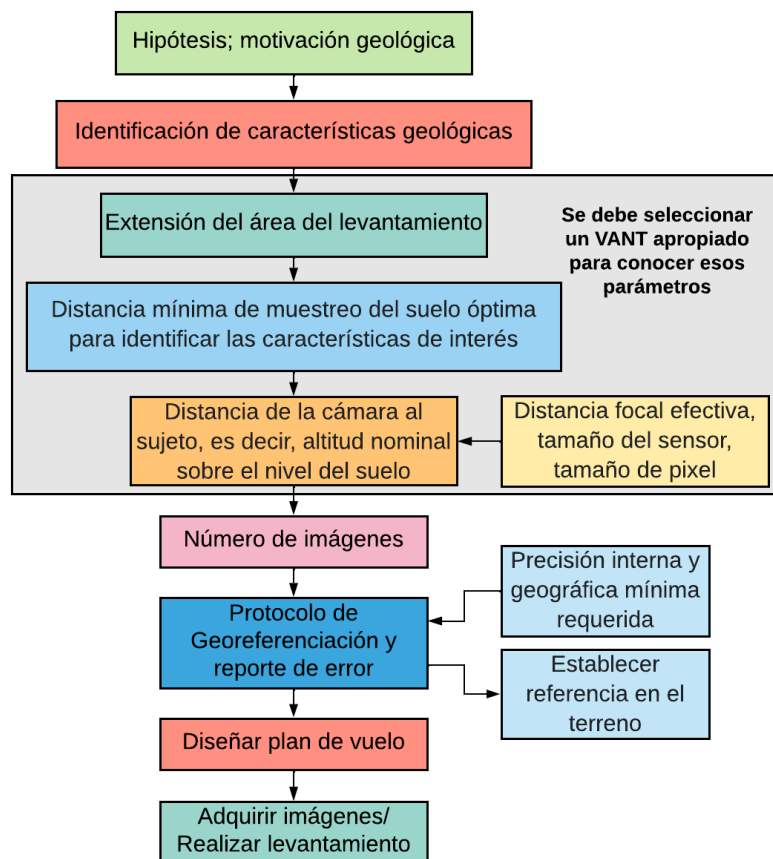 Hipótesis; motivación geológica
Identificación de características geológicas
Extensión del área del levantamiento
Se debe seleccionar
un VANT apropiado
para conocer esos
parámetros
Distancia mínima de muestreo del suelo óptima
para identificar las características de interés
Distancia de la cámara al
sujeto, es decir, altitud nominal
sobre el nivel del suelo
Distancia focal efectiva,
tamaño del sensor,
tamaño de pixel
Número de imágenes
Precisión interna y
geográfica mínima
requerida
Protocolo de
Georeferenciación y
reporte de error
Establecer
referencia en el
terreno
Diseñar plan de vuelo
Adquirir imágenes/
Realizar levantamiento